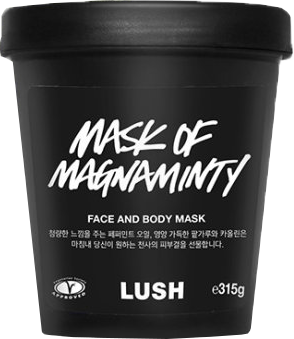 MASK OF
MAGNAMINTY
FACE AND BODY MASK
청량한 느낌을 주는 페퍼민트 오일, 영양 가득한 팥가루와 카올린은
마침내 당신이 원하는 천사의 피부결을 선물합니다.
APPROVED
LUSH
℮315g